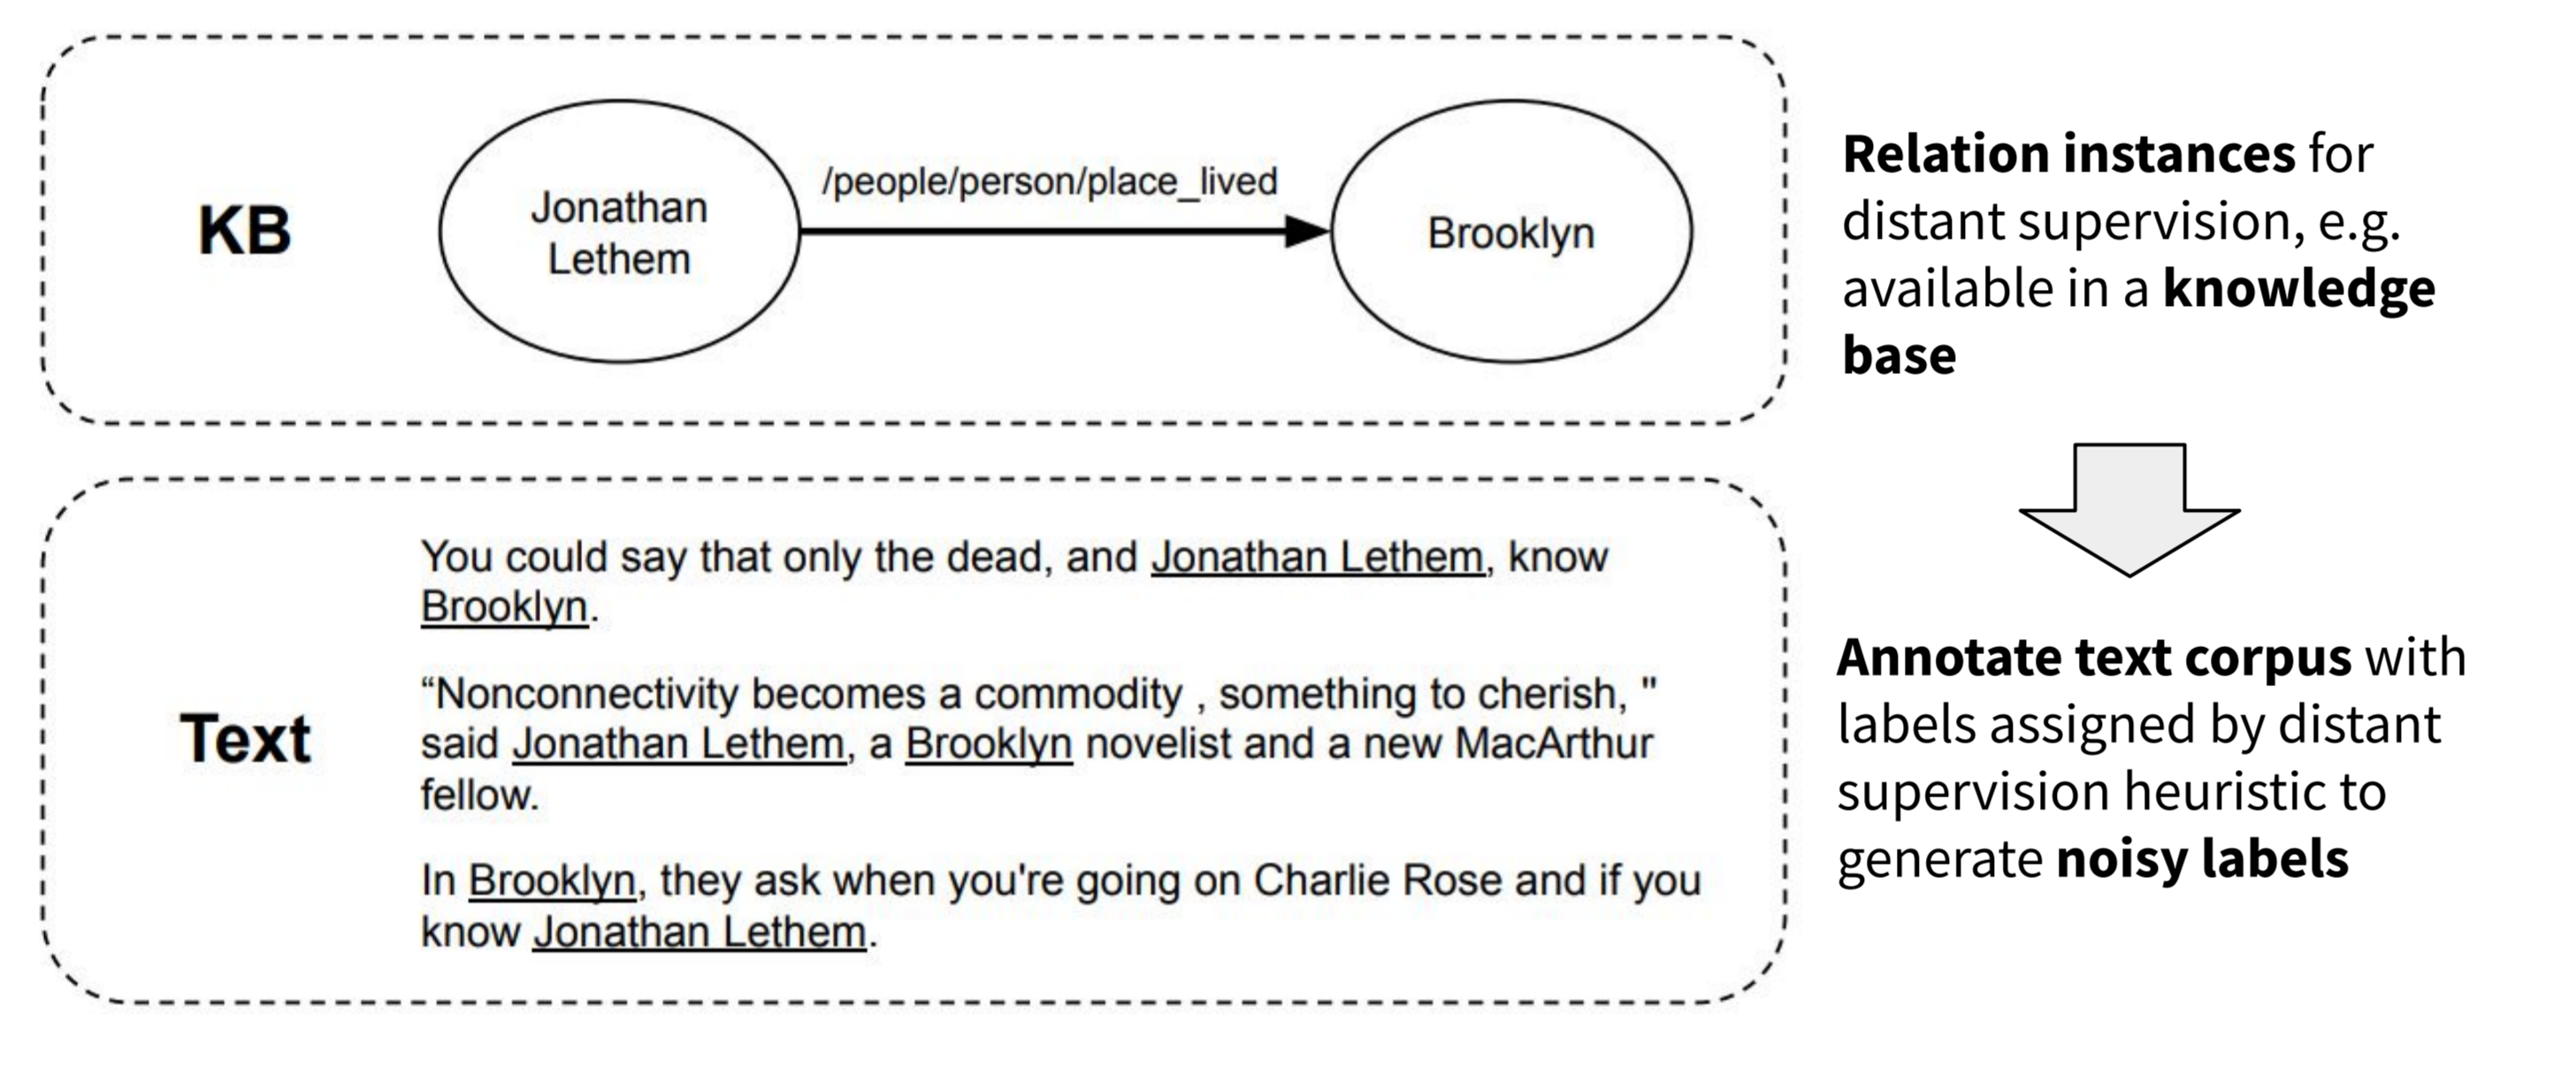 KB
Jonathan
Lethem
/people/person/place_lived
Brooklyn
Relation instances for
distant supervision, e.g.
available in a knowledge
base
Text
You could say that only the dead, and Jonathan Lethem, know
Brooklyn.
“Nonconnectivity becomes a commodity , something to cherish, "
said Jonathan Lethem, a Brooklyn novelist and a new MacArthur
fellow.
In Brooklyn, they ask when you're going on Charlie Rose and if you
know Jonathan Lethem.
Annotate text corpus with
labels assigned by distant
supervision heuristic to
generate noisy labels